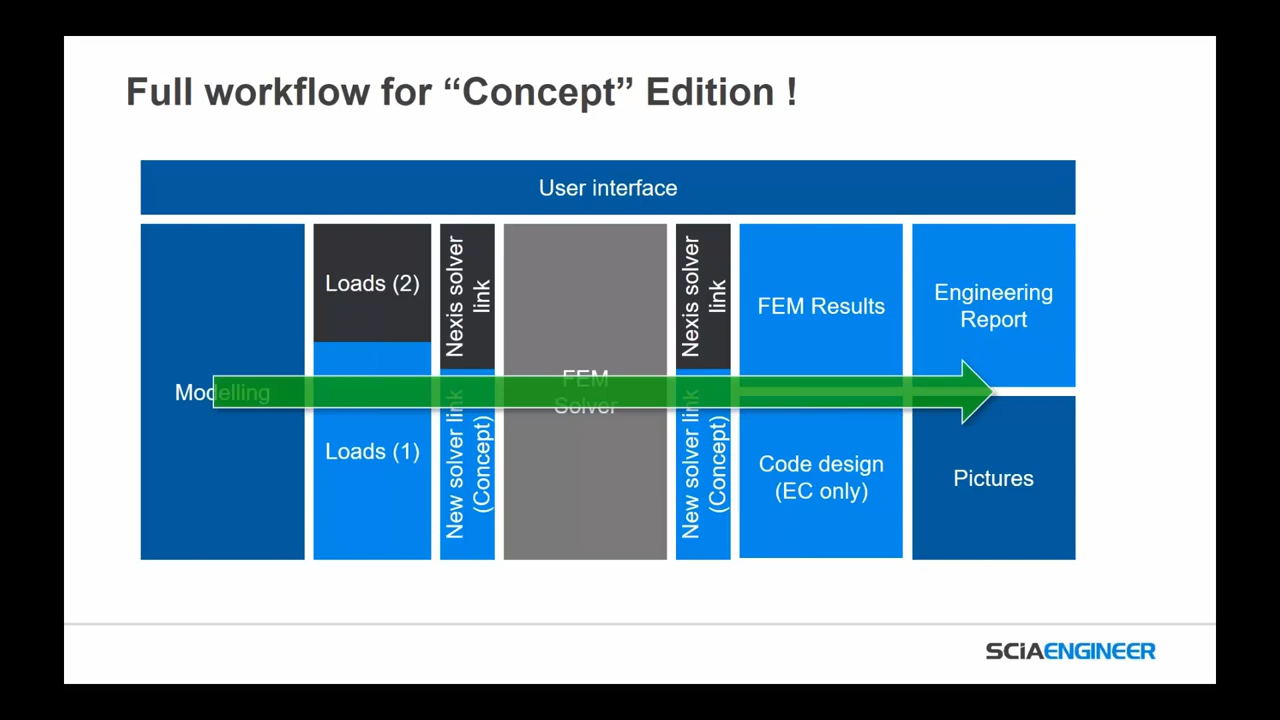 Full workflow for “Concept” Edition !
User interface
Modelling
Loads (2)
Loads (1)
Nexis solver
link
New solver link
(Concept)
FEM
Solver
Nexis solver
link
New solver link
(Concept)
FEM Results
Code design
(EC only)
Engineering
Report
Pictures
SCiAENGINEER